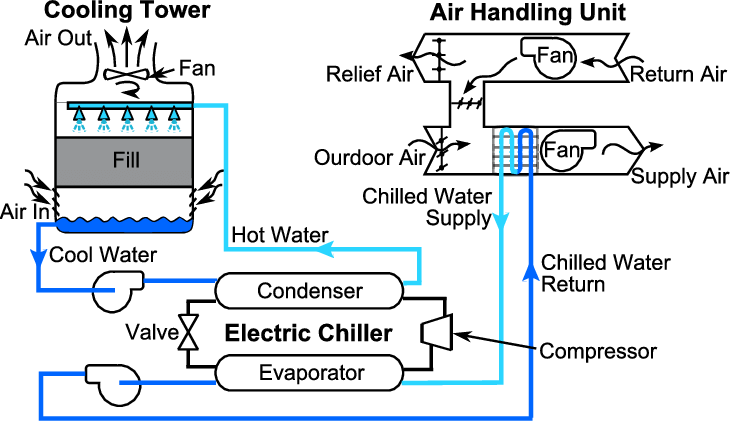 Cooling Tower
Air Out
Fan
Fill
Air In
Cool Water
Hot Water
Air Handling Unit
Fan
Relief Air
Return Air
Ourdoor Air
Fan
Supply Air
Chilled Water
Supply
Chilled Water
Return
Condenser
Valve
Electric Chiller
Compressor
Evaporator